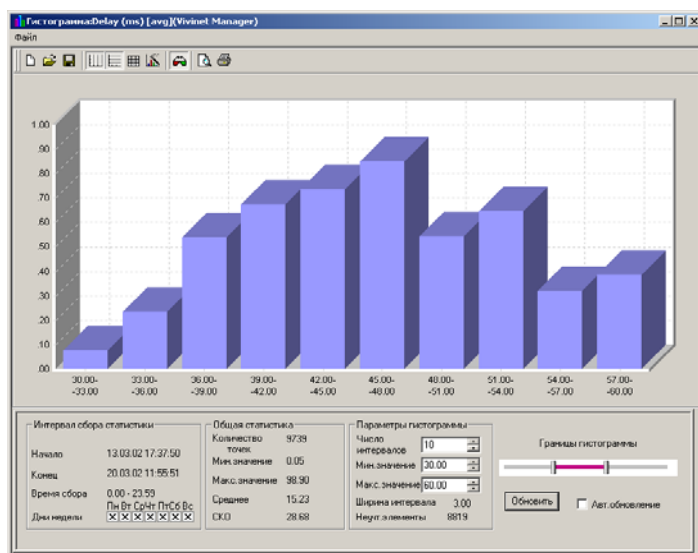 Гистограмма:Delay (ms) [avg](Vivinet Manager)
Файл
1.00
.90
.80
.70
.60
.50
.40
.30
.20
.10
.00
30.00- 33.00- 36.00- 39.00- 42.00- 45.00- 48.00- 51.00- 54.00- 57.00-
-33.00 -36.00 -39.00 -42.00 -45.00 -48.00 -51.00 -54.00 -57.00 -60.00
Интервал сбора статистики
Начало 13.03.02 17:37:50
Конец 20.03.02 11:55:51
Время сбора 0.00 - 23.59
Пн Вт Ср Чт Пт Сб Вс
Дни недели
Общая статистика
Количество точек 9739
Мин.значение 0.05
Макс.значение 98.90
Среднее 15.23
СКО 28.68
Параметры гистограммы
Число интервалов 10
Мин.значение 30.00
Макс.значение 60.00
Ширина интервала 3.00
Неучт.элементы 8819
Границы гистограммы
Обновить
Авт.обновление